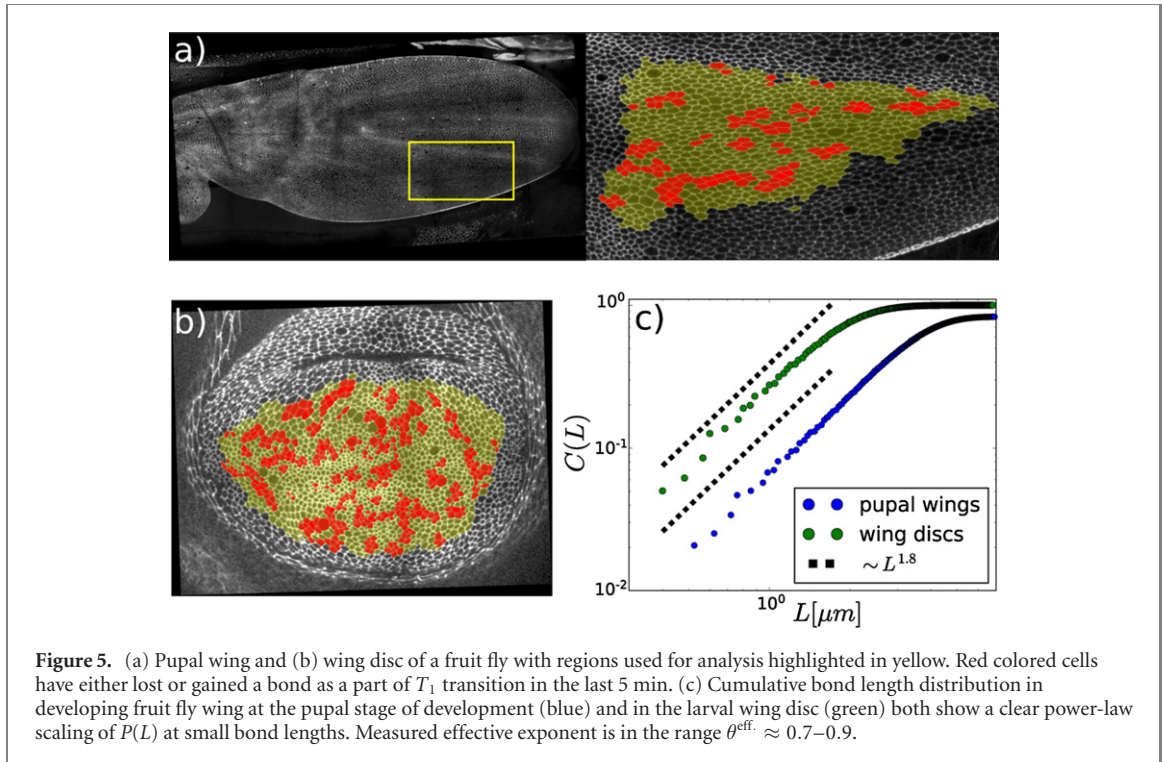 a)
b)
c)
10^0
10^-1
10^-2
C(L)
pupal wings
wing discs
~L^1.8
10^0
L[μm]
Figure 5. (a) Pupal wing and (b) wing disc of a fruit fly with regions used for analysis highlighted in yellow. Red colored cells
have either lost or gained a bond as a part of T₁ transition in the last 5 min. (c) Cumulative bond length distribution in
developing fruit fly wing at the pupal stage of development (blue) and in the larval wing disc (green) both show a clear power-law
scaling of P(L) at small bond lengths. Measured effective exponent is in the range θ^eff. ≈ 0.7–0.9.